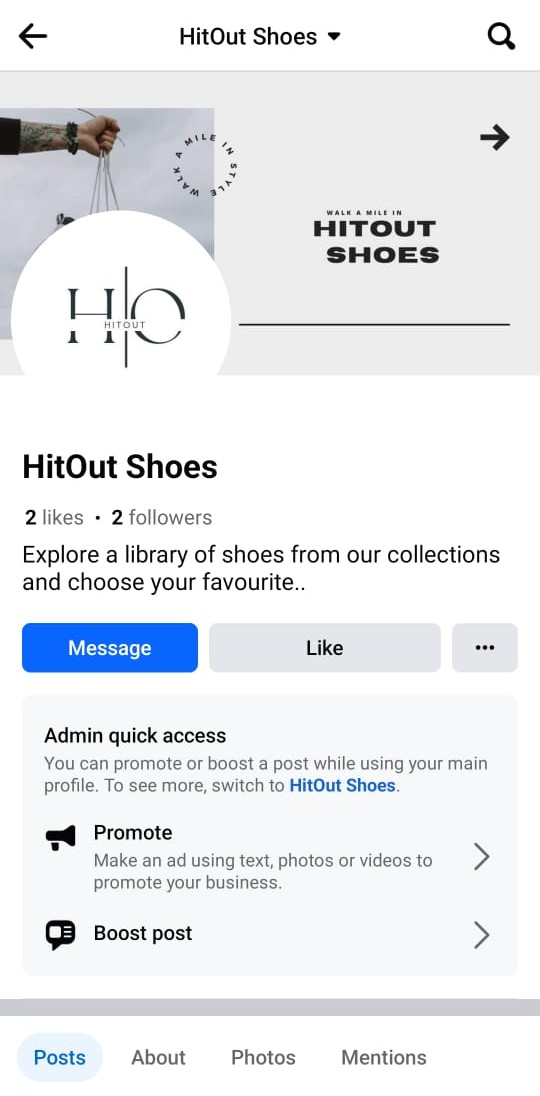 HitOut Shoes
WALK A MILE IN STYLE
WALK A MILE IN
HITOUT
SHOES
HO
HITOUT
HitOut Shoes
2 likes • 2 followers
Explore a library of shoes from our collections
and choose your favourite..
Message
Like
Admin quick access
You can promote or boost a post while using your main
profile. To see more, switch to HitOut Shoes.
Promote
Make an ad using text, photos or videos to
promote your business.
Boost post
Posts About Photos Mentions